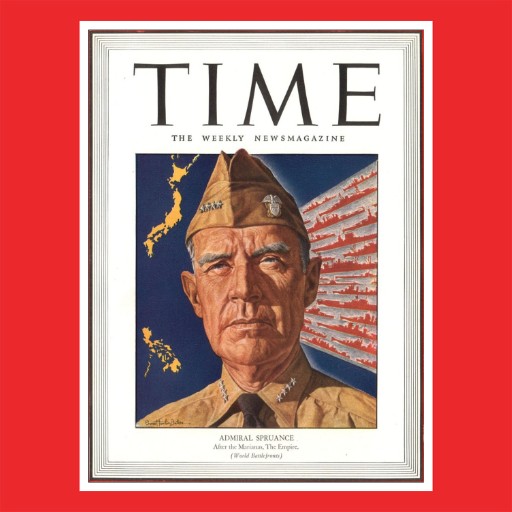 TIME
THE WEEKLY NEWSMAGAZINE
ADMIRAL SPRUANCE
After the Marianas, The Empire.
(World Battlefronts)